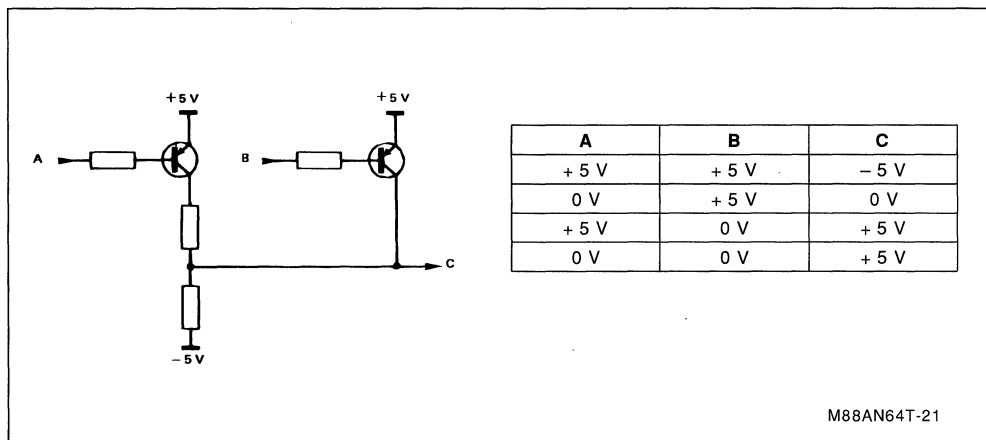 +5 V
+5 V
A
B
C
-5 V
A B C
+ 5 V + 5 V – 5 V
0 V + 5 V 0 V
+ 5 V 0 V + 5 V
0 V 0 V + 5 V
M88AN64T-21